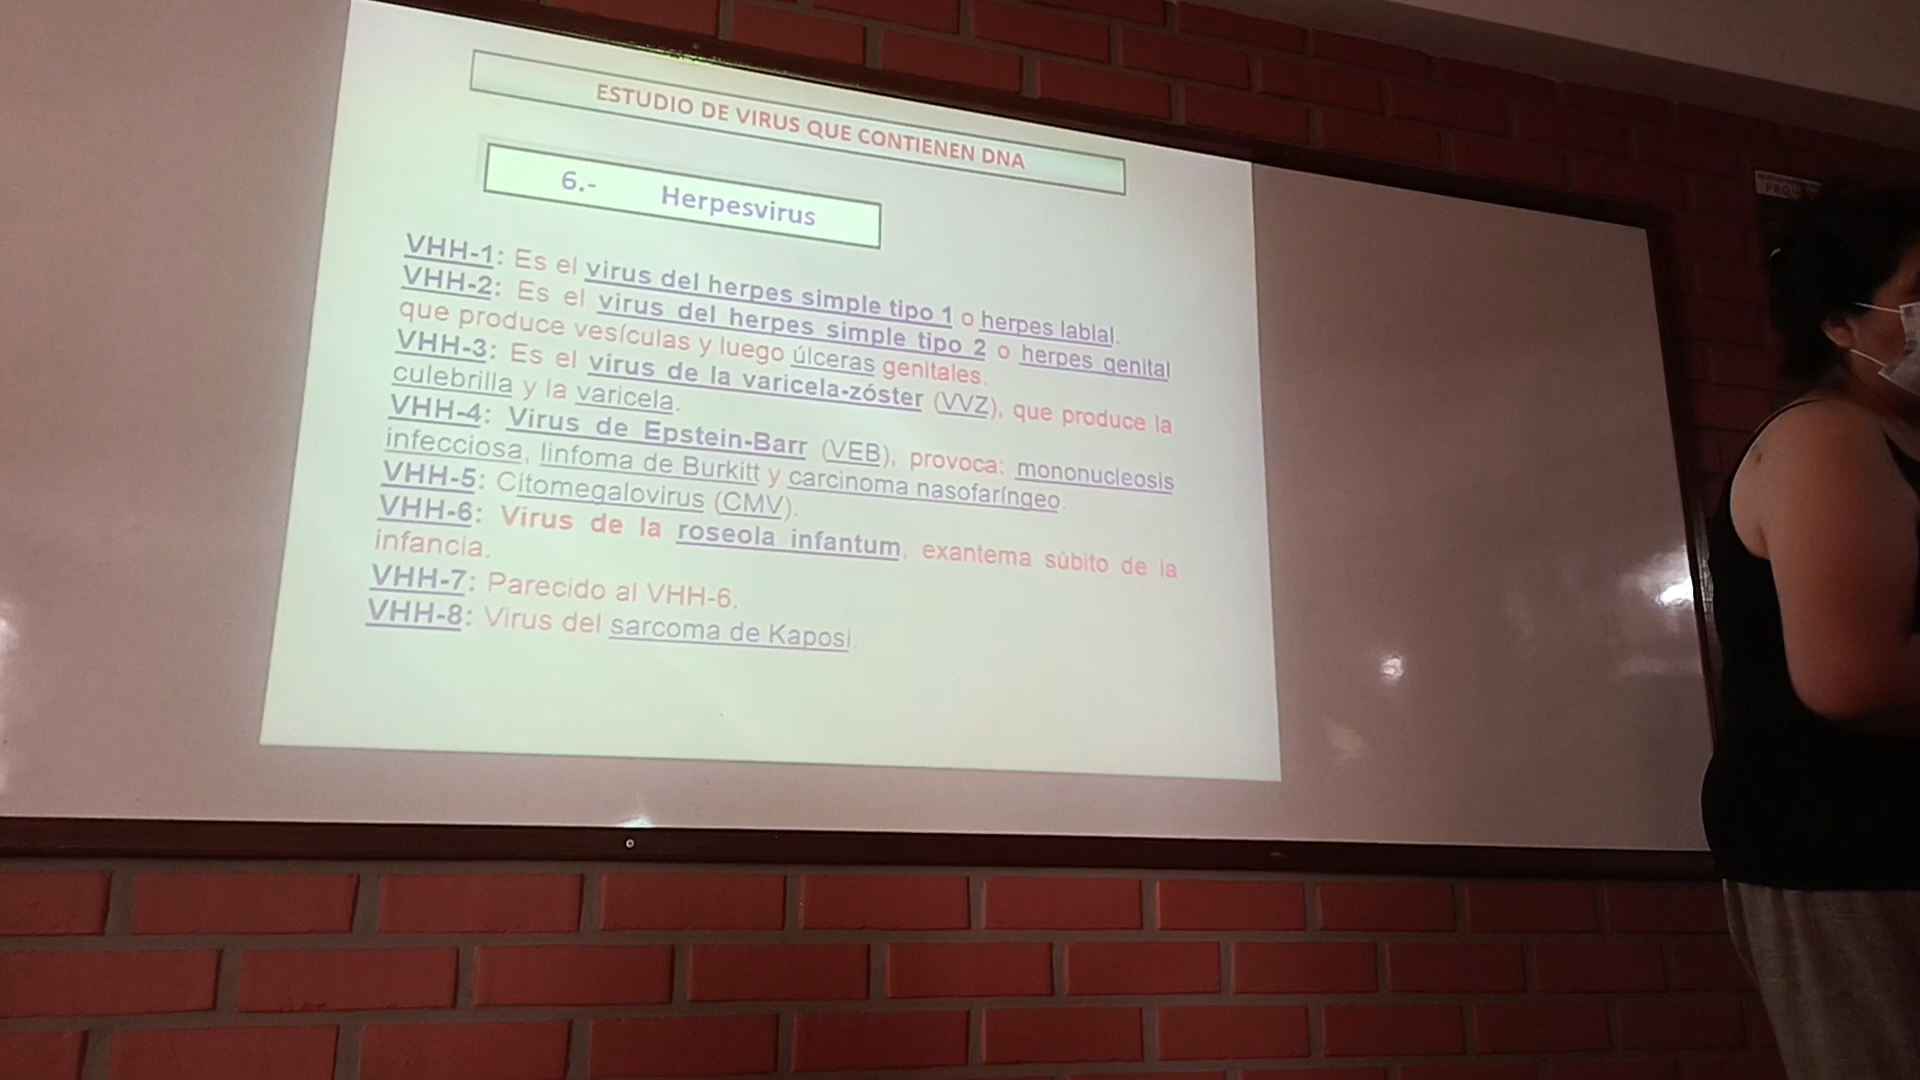 ESTUDIO DE VIRUS QUE CONTIENEN DNA
6.- Herpesvirus
VHH-1: Es el virus del herpes simple tipo 1 o herpes labial.
VHH-2: Es el virus del herpes simple tipo 2 o herpes genital
que produce vesículas y luego úlceras genitales.
VHH-3: Es el virus de la varicela-zóster (VVZ), que produce la
culebrilla y la varicela.
VHH-4: Virus de Epstein-Barr (VEB), provoca: mononucleosis
infecciosa, linfoma de Burkitt y carcinoma nasofaríngeo.
VHH-5: Citomegalovirus (CMV).
VHH-6: Virus de la roseola infantum, exantema súbito de la
infancia.
VHH-7: Parecido al VHH-6.
VHH-8: Virus del sarcoma de Kaposi.